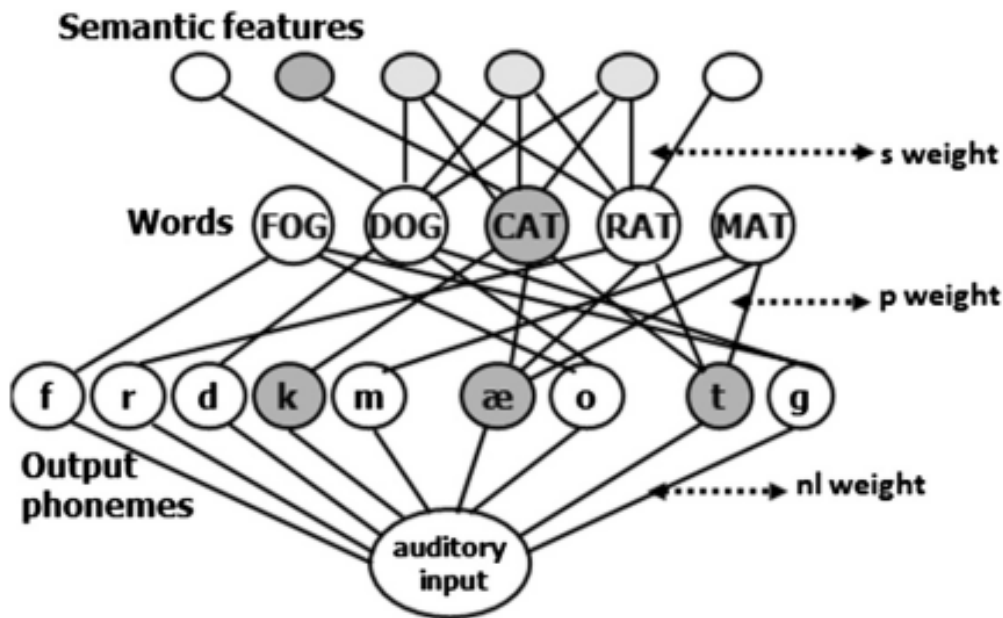 Semantic features
s weight
Words
FOG DOG CAT RAT MAT
p weight
f r d k m æ o t g
Output
phonemes
nl weight
auditory
input